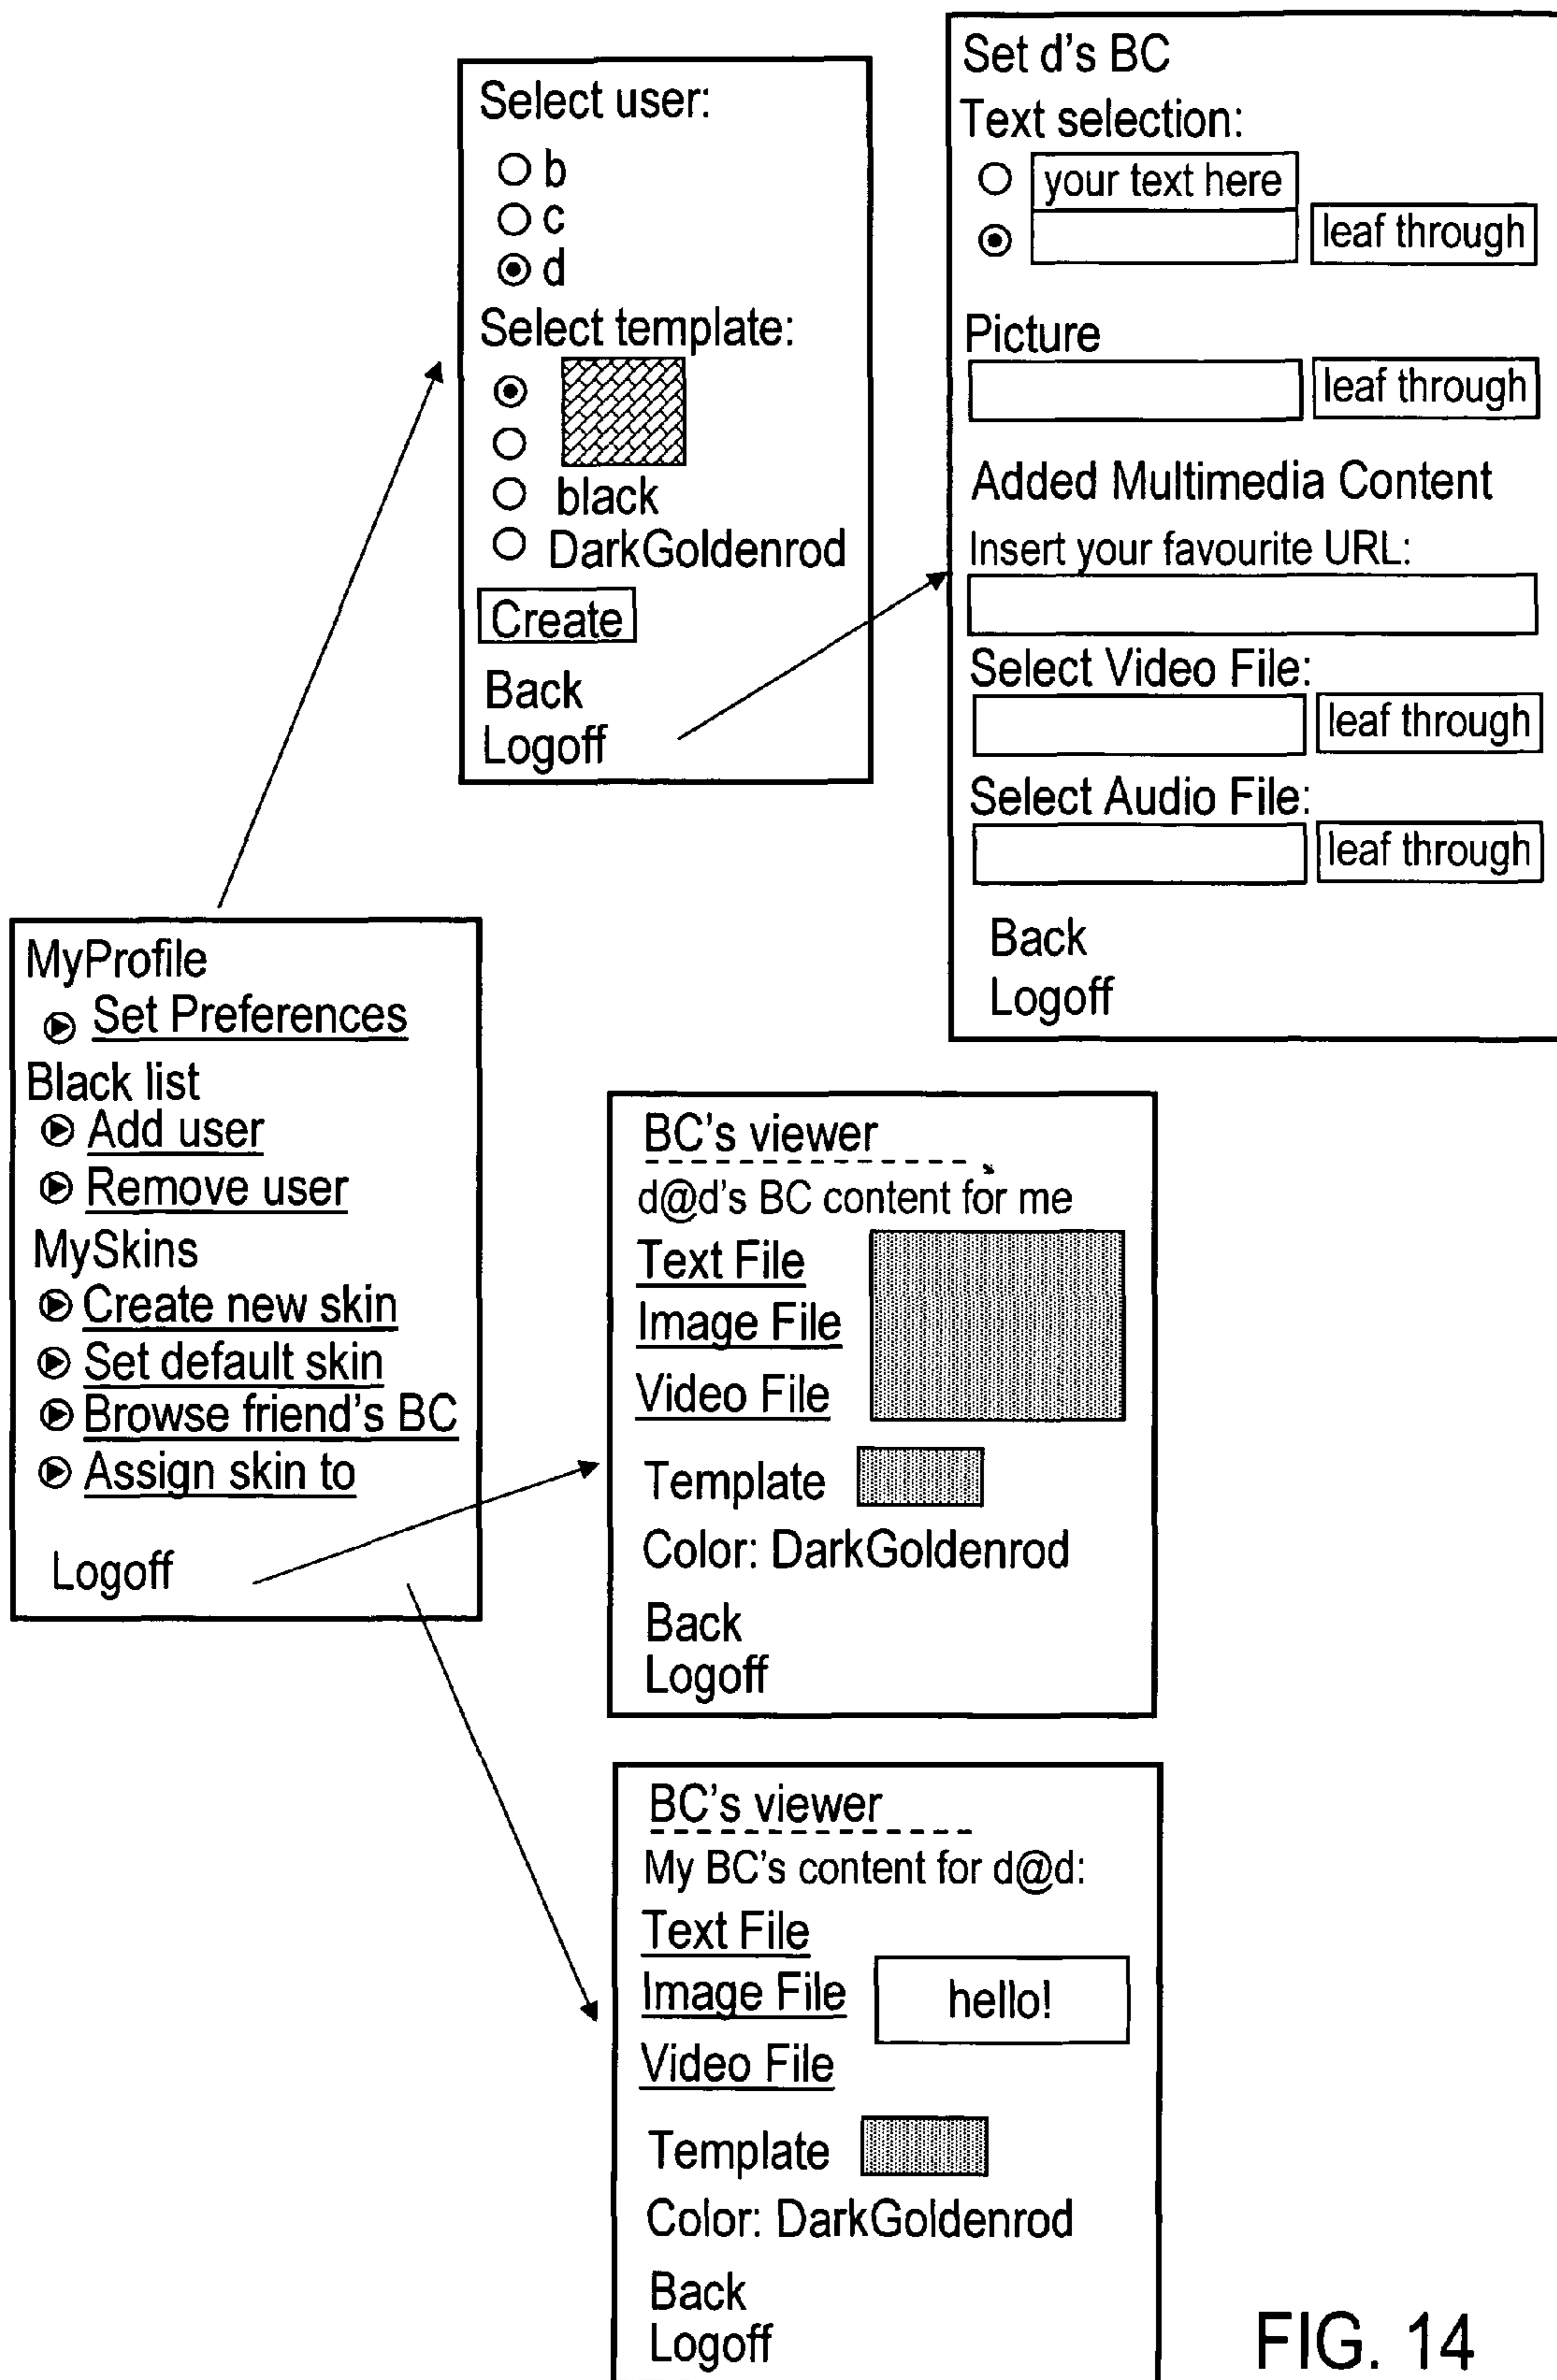 Select user:
b
c
d
Select template:
black
DarkGoldenrod
Create
Back
Logoff
Set d's BC
Text selection:
your text here
leaf through
Picture
leaf through
Added Multimedia Content
Insert your favourite URL:
Select Video File:
leaf through
Select Audio File:
leaf through
Back
Logoff
MyProfile
Set Preferences
Black list
Add user
Remove user
MySkins
Create new skin
Set default skin
Browse friend's BC
Assign skin to
Logoff
BC's viewer
d@d's BC content for me
Text File
Image File
Video File
Template
Color: DarkGoldenrod
Back
Logoff
BC's viewer
My BC's content for d@d:
Text File
Image File hello!
Video File
Template
Color: DarkGoldenrod
Back
Logoff
FIG. 14